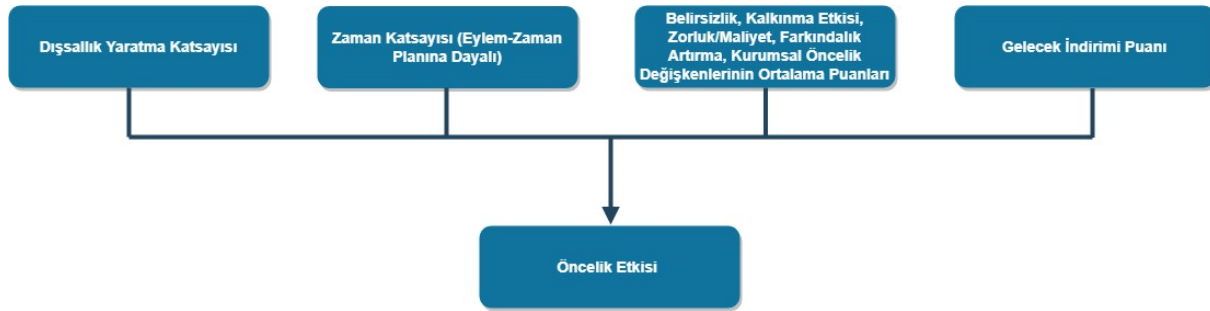 Dışsallık Yaratma Katsayısı
Zaman Katsayısı (Eylem-Zaman
Planına Dayalı)
Belirsizlik, Kalkınma Etkisi,
Zorluk/Maliyet, Farkındalık
Artırma, Kurumsal Öncelik
Değişkenlerinin Ortalama Puanları
Gelecek İndirimi Puanı
Öncelik Etkisi